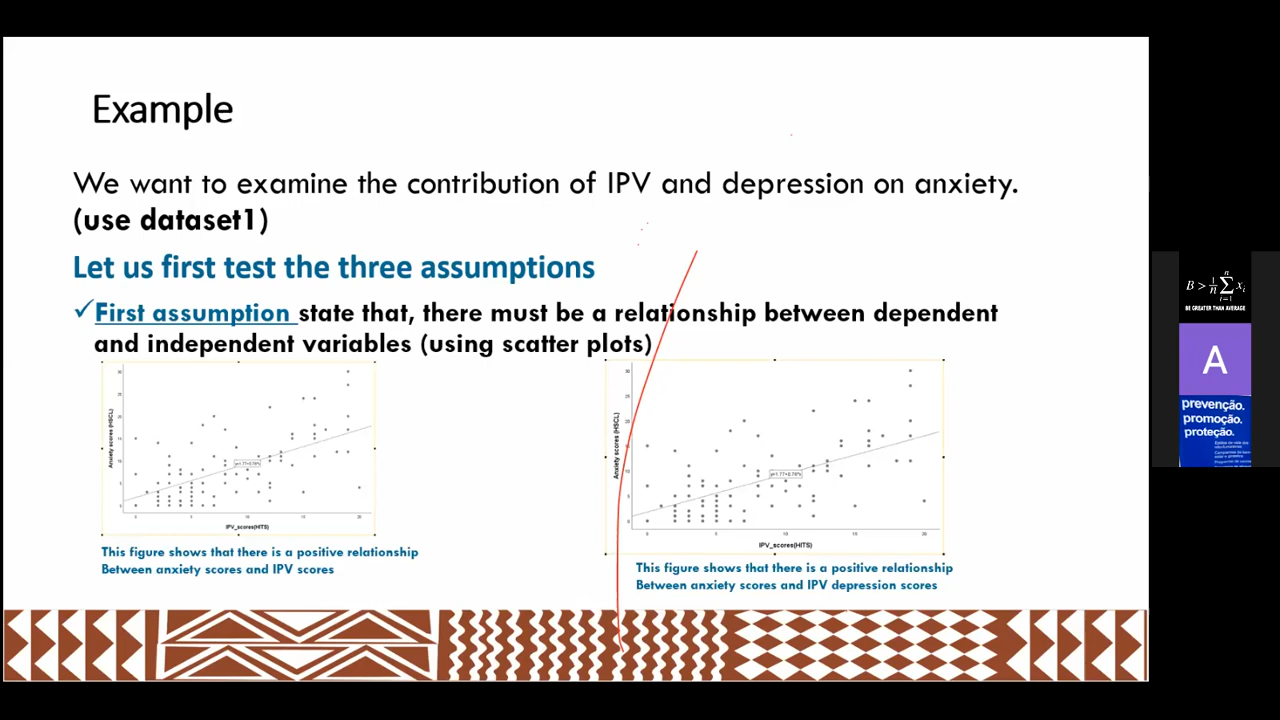 Example
We want to examine the contribution of IPV and depression on anxiety.
(use dataset1)
Let us first test the three assumptions
✓First assumption state that, there must be a relationship between dependent
and independent variables (using scatter plots)
Anxiety scores (HSCL)
IPV_scores(HITS)
This figure shows that there is a positive relationship
Between anxiety scores and IPV scores
Anxiety scores (HSCL)
IPV_scores(HITS)
This figure shows that there is a positive relationship
Between anxiety scores and IPV depression scores
BE GREATER THAN AVERAGE
A
prevenção.
promoção.
proteção.